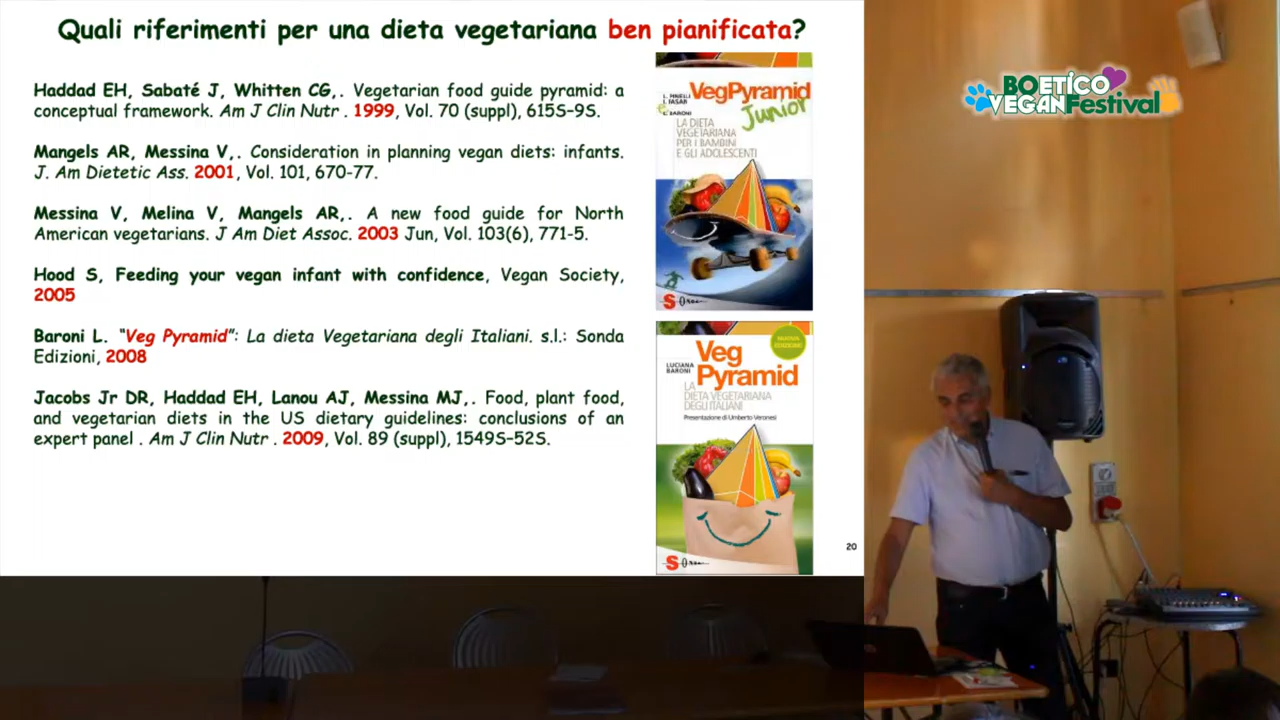 Quali riferimenti per una dieta vegetariana ben pianificata?
Haddad EH, Sabaté J, Whitten CG,. Vegetarian food guide pyramid: a
conceptual framework. Am J Clin Nutr . 1999, Vol. 70 (suppl), 615S–9S.
Mangels AR, Messina V,. Consideration in planning vegan diets: infants.
J. Am Dietetic Ass. 2001, Vol. 101, 670-77.
Messina V, Melina V, Mangels AR,. A new food guide for North
American vegetarians. J Am Diet Assoc. 2003 Jun, Vol. 103(6), 771-5.
Hood S, Feeding your vegan infant with confidence, Vegan Society,
2005
Baroni L. “Veg Pyramid”: La dieta Vegetariana degli Italiani. s.l.: Sonda
Edizioni, 2008
Jacobs Jr DR, Haddad EH, Lanou AJ, Messina MJ,. Food, plant food,
and vegetarian diets in the US dietary guidelines: conclusions of an
expert panel . Am J Clin Nutr . 2009, Vol. 89 (suppl), 1549S–52S.
VegPyramid
Junior
L. PINELLI
I. FASAN
L. BARONI
LA DIETA
VEGETARIANA
PER I BAMBINI
E GLI ADOLESCENTI
NUOVA
EDIZIONE
LUCIANA
BARONI
Veg
Pyramid
LA
DIETA VEGETARIANA
DEGLI ITALIANI
Presentazione di Umberto Veronesi
20
BOETICO
VEGANFestival